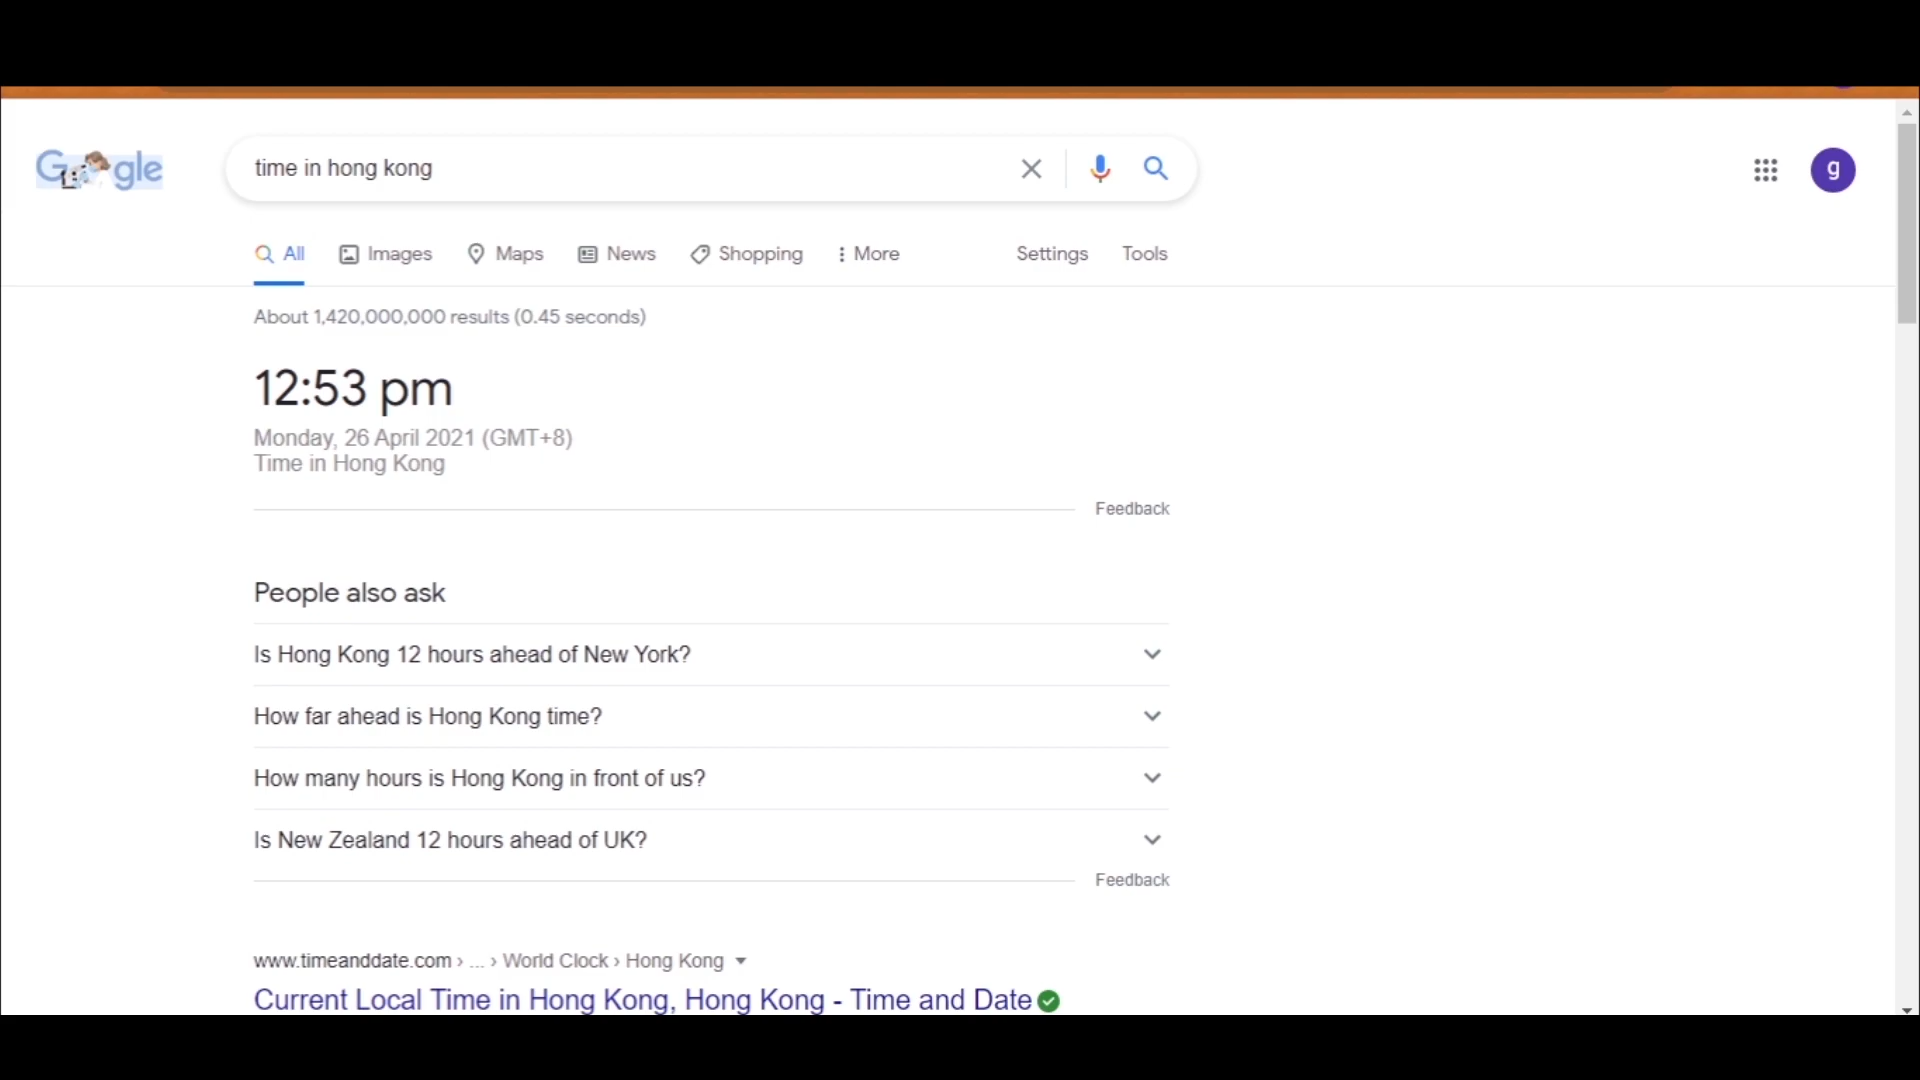 Google
time in hong kong
g
All Images Maps News Shopping More Settings Tools
About 1,420,000,000 results (0.45 seconds)
12:53 pm
Monday, 26 April 2021 (GMT+8)
Time in Hong Kong
Feedback
People also ask
Is Hong Kong 12 hours ahead of New York?
How far ahead is Hong Kong time?
How many hours is Hong Kong in front of us?
Is New Zealand 12 hours ahead of UK?
Feedback
www.timeanddate.com › ... › World Clock › Hong Kong
Current Local Time in Hong Kong, Hong Kong - Time and Date